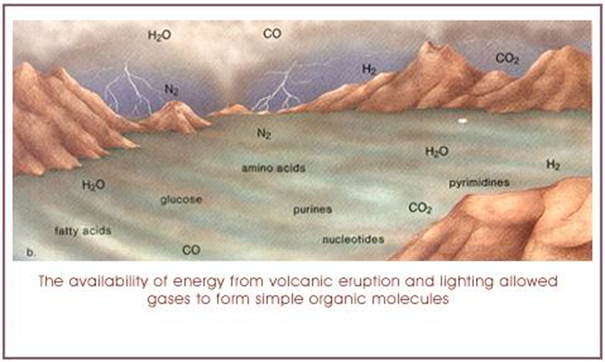 H₂O CO
CO₂
H₂
N₂
N₂
H₂O
amino acids
H₂
pyrimidines
H₂O
glucose
purines
CO₂
fatty acids
nucleotides
CO
b.
The availability of energy from volcanic eruption and lighting allowed
gases to form simple organic molecules